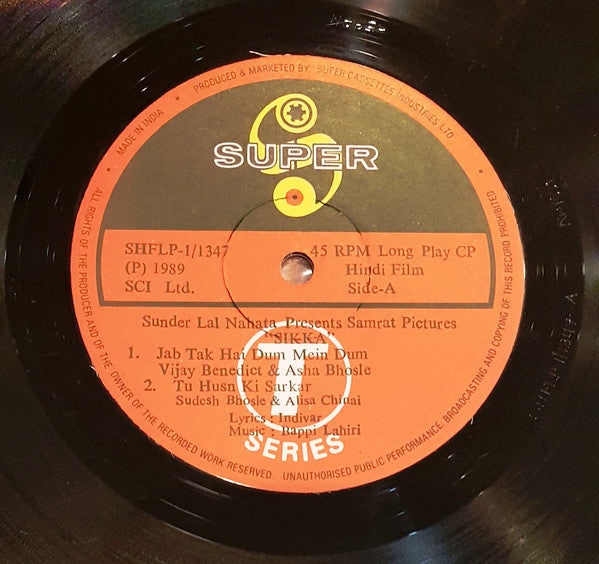 • MADE IN INDIA • PRODUCED & MARKETED BY. SUPER CASSETTES INDUSTRIES LTD •
SUPER
SHFLP-1/1347 45 RPM Long Play CP
(P) 1989 Hindi Film
SCI Ltd. Side-A
Sunder Lal Nahata Presents Samrat Pictures
"SIKKA"
1. Jab Tak Hai Dum Mein Dum
Vijay Benedict & Asha Bhosle
2. Tu Husn Ki Sarkar
Sudesh Bhosle & Alisa Chinai
Lyrics : Indivar
Music : Bappi Lahiri
T
SERIES
ALL RIGHTS OF THE PRODUCER AND OF THE OWNER OF THE RECORDED WORK RESERVED. UNAUTHORISED PUBLIC PERFORMANCE, BROADCASTING AND COPYING OF THIS RECORD PROHIBITED